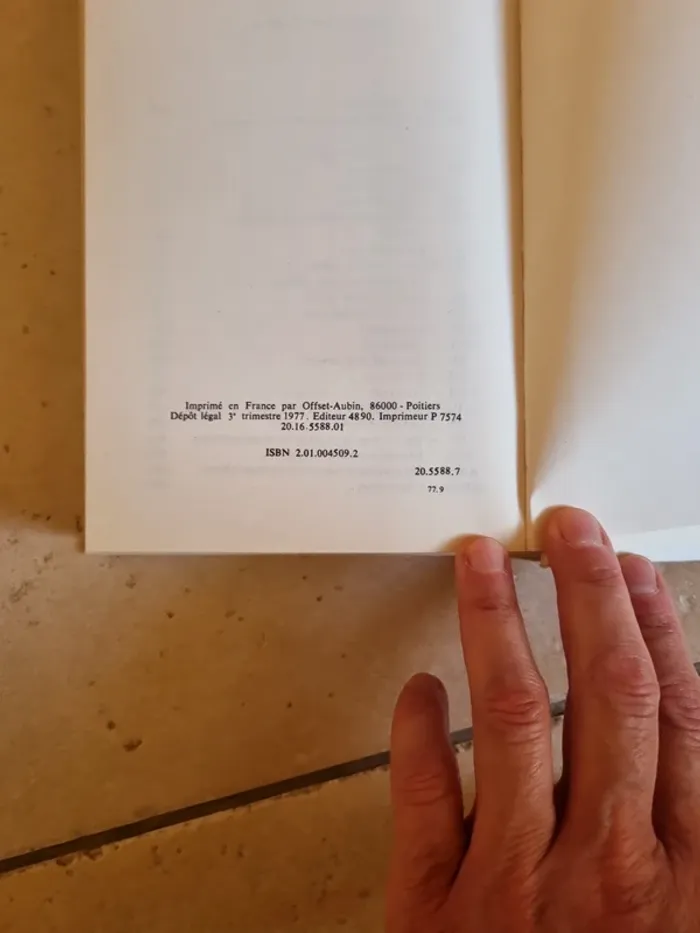 Imprimé en France par Offset-Aubin, 86000 - Poitiers
Dépôt légal 3e trimestre 1977. Editeur 4890. Imprimeur P 7574
20.16.5588.01
ISBN 2.01.004509.2
20.5588.7
77.9